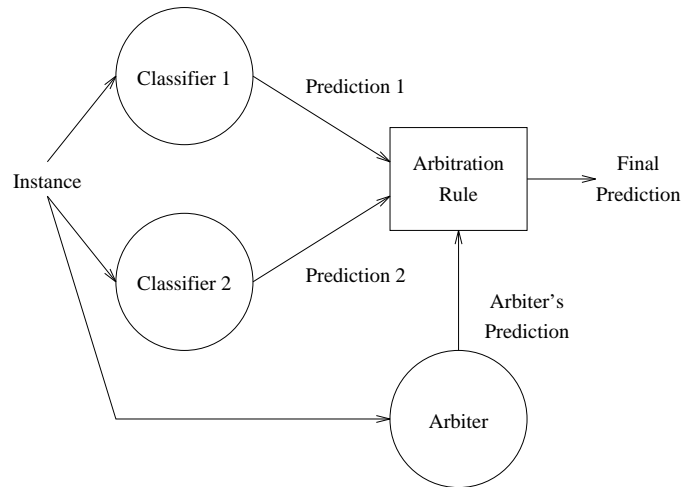 Classifier 1
Prediction 1
Instance
Arbitration
Rule
Final
Prediction
Classifier 2
Prediction 2
Arbiter's
Prediction
Arbiter